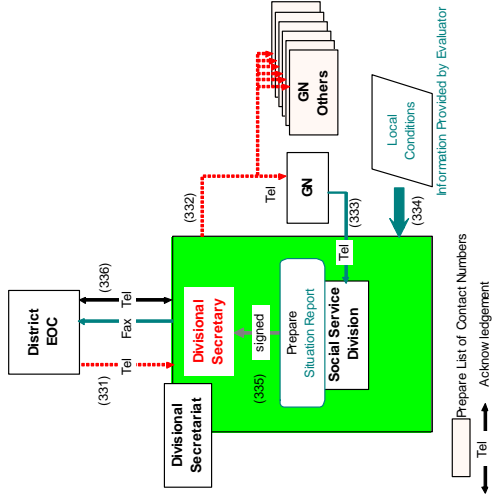 District
EOC
(331)
Tel
Fax
Tel
(336)
Divisional
Secretariat
Divisional
Secretary
(335)
signed
Prepare
Situation Report
Social Service
Division
(332)
Tel
GN
GN
Others
Tel
(333)
(334)
Local
Conditions
Information Provided by Evaluator
Prepare List of Contact Numbers
Tel
Acknowledgement